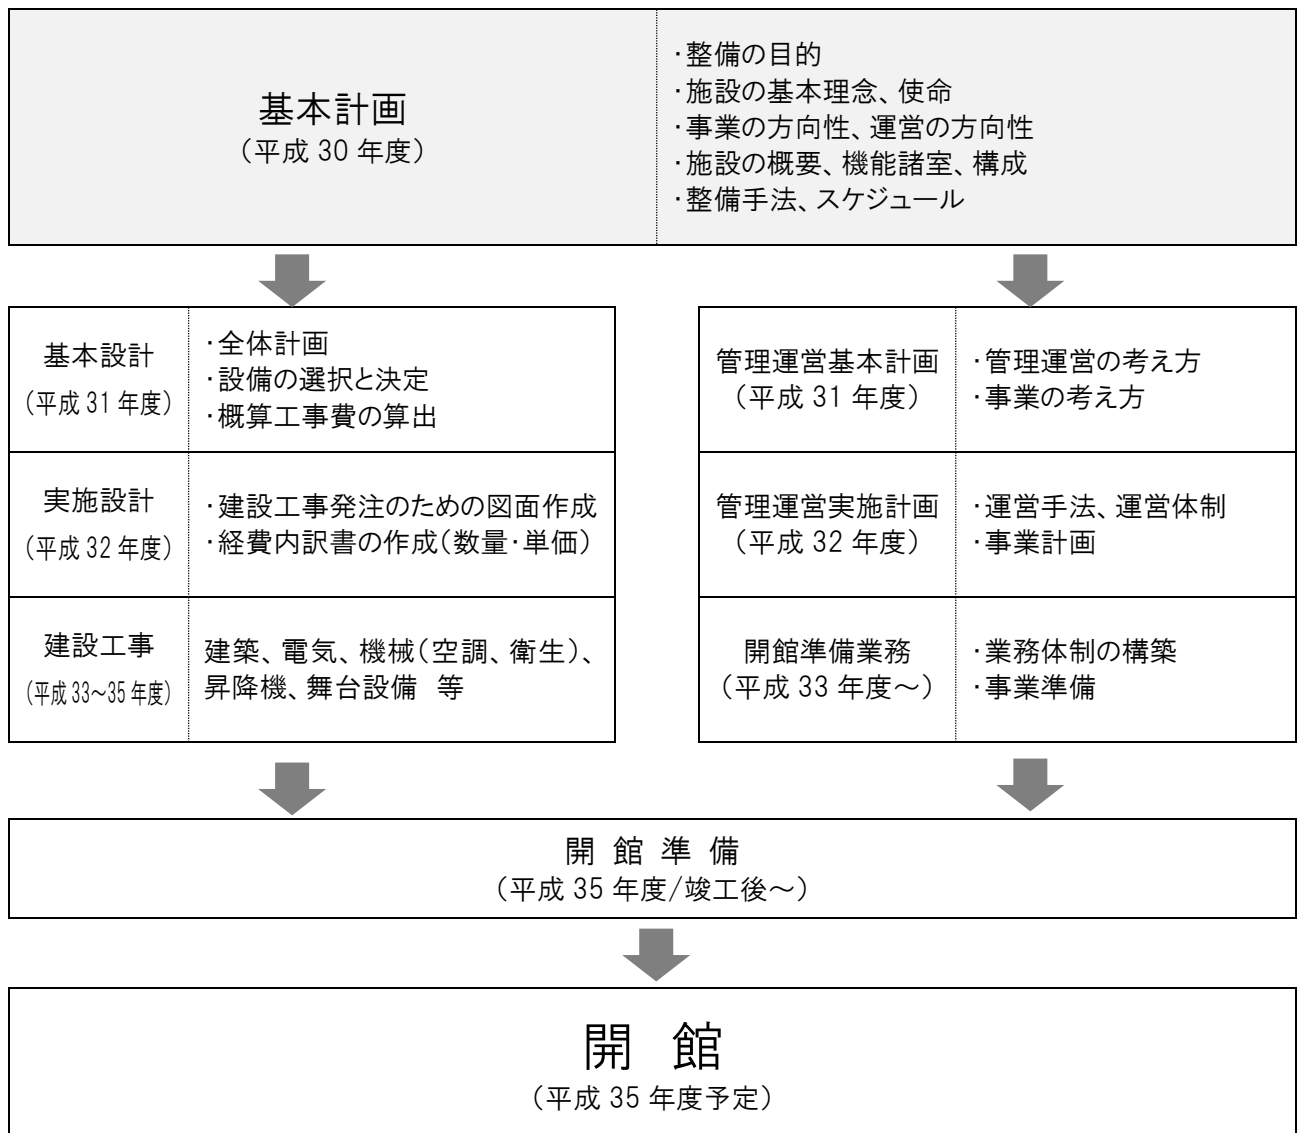 基本計画
（平成 30 年度）
・整備の目的
・施設の基本理念、使命
・事業の方向性、運営の方向性
・施設の概要、機能諸室、構成
・整備手法、スケジュール
基本設計
（平成 31 年度）
・全体計画
・設備の選択と決定
・概算工事費の算出
実施設計
（平成 32 年度）
・建設工事発注のための図面作成
・経費内訳書の作成（数量・単価）
建設工事
（平成 33～35 年度）
建築、電気、機械（空調、衛生）、
昇降機、舞台設備　等
管理運営基本計画
（平成 31 年度）
・管理運営の考え方
・事業の考え方
管理運営実施計画
（平成 32 年度）
・運営手法、運営体制
・事業計画
開館準備業務
（平成 33 年度～）
・業務体制の構築
・事業準備
開 館 準 備
（平成 35 年度/竣工後～）
開　館
（平成 35 年度予定）